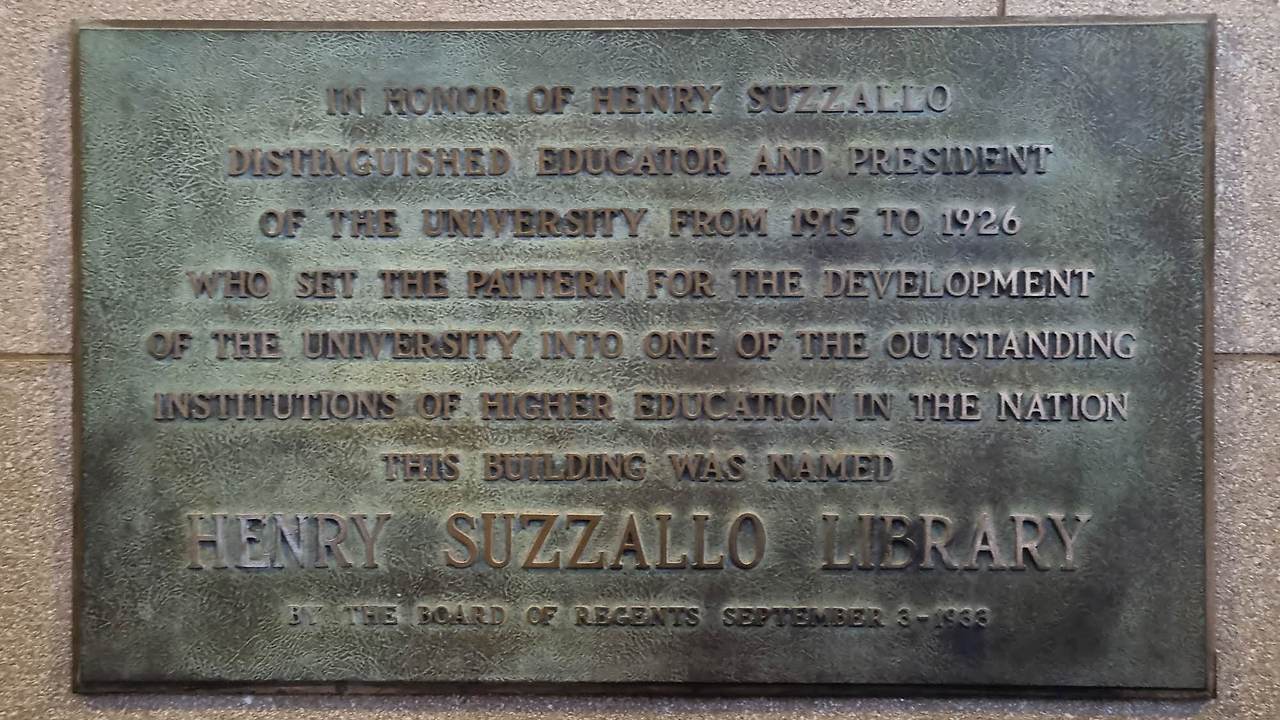 IN HONOR OF HENRY SUZZALLO
DISTINGUISHED EDUCATOR AND PRESIDENT
OF THE UNIVERSITY FROM 1915 TO 1926
WHO SET THE PATTERN FOR THE DEVELOPMENT
OF THE UNIVERSITY INTO ONE OF THE OUTSTANDING
INSTITUTIONS OF HIGHER EDUCATION IN THE NATION
THIS BUILDING WAS NAMED
HENRY SUZZALLO LIBRARY
BY THE BOARD OF REGENTS SEPTEMBER 3-1933